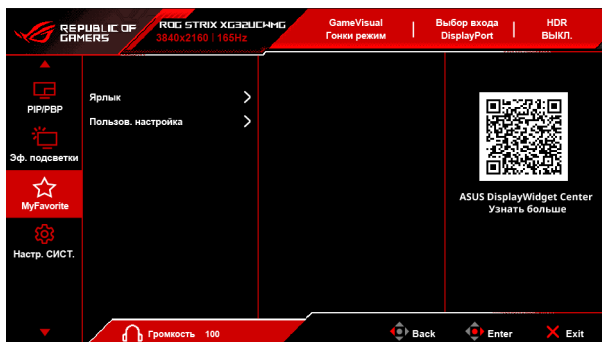 REPUBLIC OF
GAMERS
ROG STRIX XG32UCWMG
3840x2160 | 165Hz
GameVisual
Гонки режим
Выбор входа
DisplayPort
HDR
ВЫКЛ.
PIP/PBP
Эф. подсветки
MyFavorite
Настр. СИСТ.
Ярлык
Пользов. настройка
ASUS DisplayWidget Center
Узнать больше
Громкость 100
Back
Enter
Exit